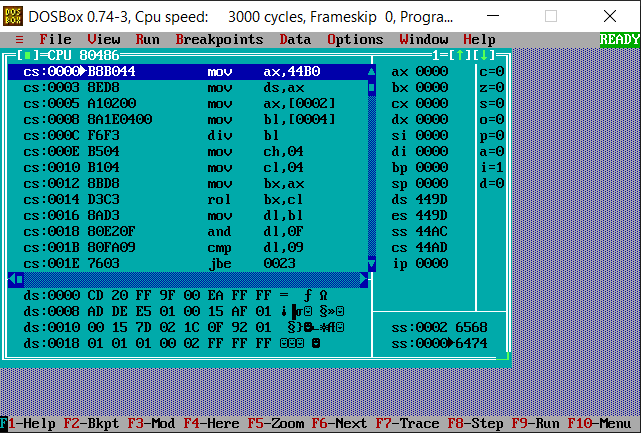 DOSBox 0.74-3, Cpu speed: 3000 cycles, Frameskip 0, Progra...
≡ File View Run Breakpoints Data Options Window Help READY
[■]=CPU 80486 1=[↑][↓]
cs:0000►B8B044 mov ax,44B0 ax 0000 c=0
cs:0003 8ED8 mov ds,ax bx 0000 z=0
cs:0005 A10200 mov ax,[0002] cx 0000 s=0
cs:0008 8A1E0400 mov bl,[0004] dx 0000 o=0
cs:000C F6F3 div bl si 0000 p=0
cs:000E B504 mov ch,04 di 0000 a=0
cs:0010 B104 mov cl,04 bp 0000 i=1
cs:0012 8BD8 mov bx,ax sp 0000 d=0
cs:0014 D3C3 rol bx,cl ds 449D
cs:0016 8AD3 mov dl,bl es 449D
cs:0018 80E20F and dl,0F ss 44AC
cs:001B 80FA09 cmp dl,09 cs 44AD
cs:001E 7603 jbe 0023 ip 0000
ds:0000 CD 20 FF 9F 00 EA FF FF = ƒ Ω
ds:0008 AD DE E5 01 00 15 AF 01
ds:0010 00 15 7D 02 1C 0F 92 01 ss:0002 6568
ds:0018 01 01 01 00 02 FF FF FF ss:0000►6474
F1-Help F2-Bkpt F3-Mod F4-Here F5-Zoom F6-Next F7-Trace F8-Step F9-Run F10-Menu